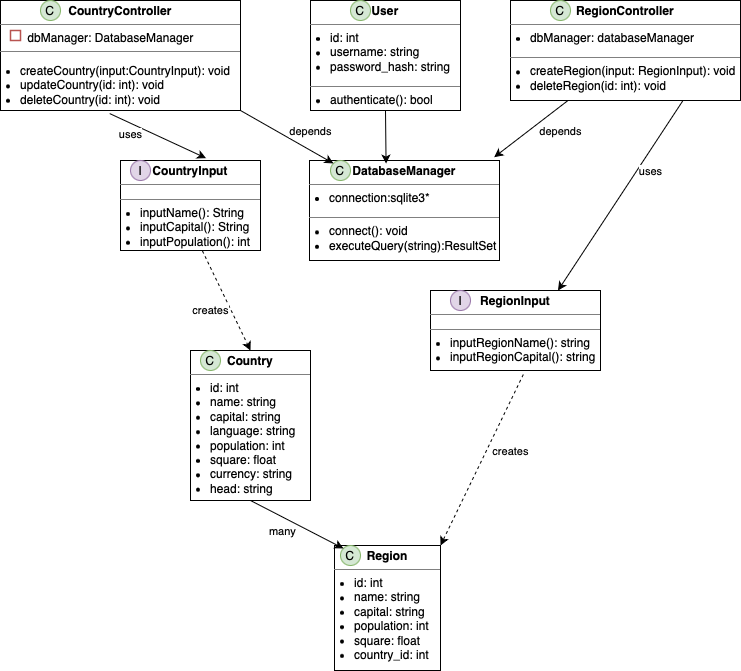 C CountryController
dbManager: DatabaseManager
createCountry(input:CountryInput): void
updateCountry(id: int): void
deleteCountry(id: int): void
C User
id: int
username: string
password_hash: string
authenticate(): bool
C RegionController
dbManager: databaseManager
createRegion(input: RegionInput): void
deleteRegion(id: int): void
uses
depends
depends
uses
I CountryInput
inputName(): String
inputCapital(): String
inputPopulation(): int
C DatabaseManager
connection:sqlite3*
connect(): void
executeQuery(string):ResultSet
I RegionInput
inputRegionName(): string
inputRegionCapital(): string
creates
C Country
id: int
name: string
capital: string
language: string
population: int
square: float
currency: string
head: string
creates
many
C Region
id: int
name: string
capital: string
population: int
square: float
country_id: int